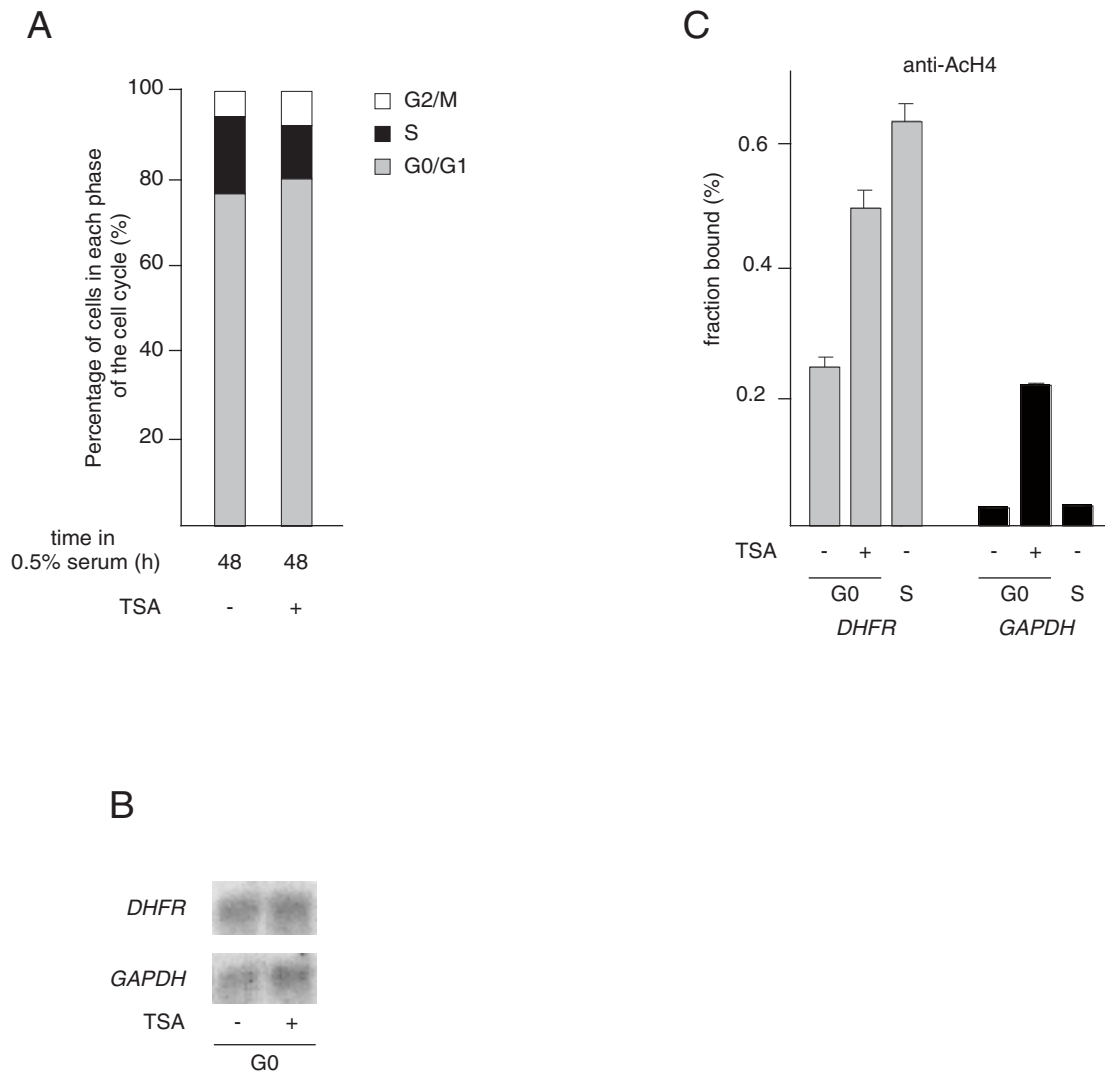 A
Percentage of cells in each phase
of the cell cycle (%)
100
80
60
40
20
G2/M
S
G0/G1
time in
0.5% serum (h)
48 48
TSA - +
C
anti-AcH4
fraction bound (%)
0.6
0.4
0.2
TSA - + - - + -
G0 S G0 S
DHFR GAPDH
B
DHFR
GAPDH
TSA - +
G0